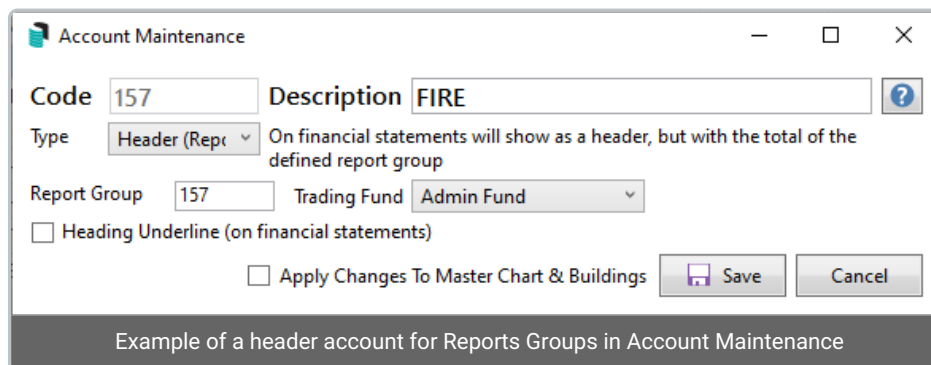 Account Maintenance
Code 157 Description FIRE
Type Header (Repo On financial statements will show as a header, but with the total of the
defined report group
Report Group 157 Trading Fund Admin Fund
Heading Underline (on financial statements)
Apply Changes To Master Chart & Buildings Save Cancel
Example of a header account for Reports Groups in Account Maintenance